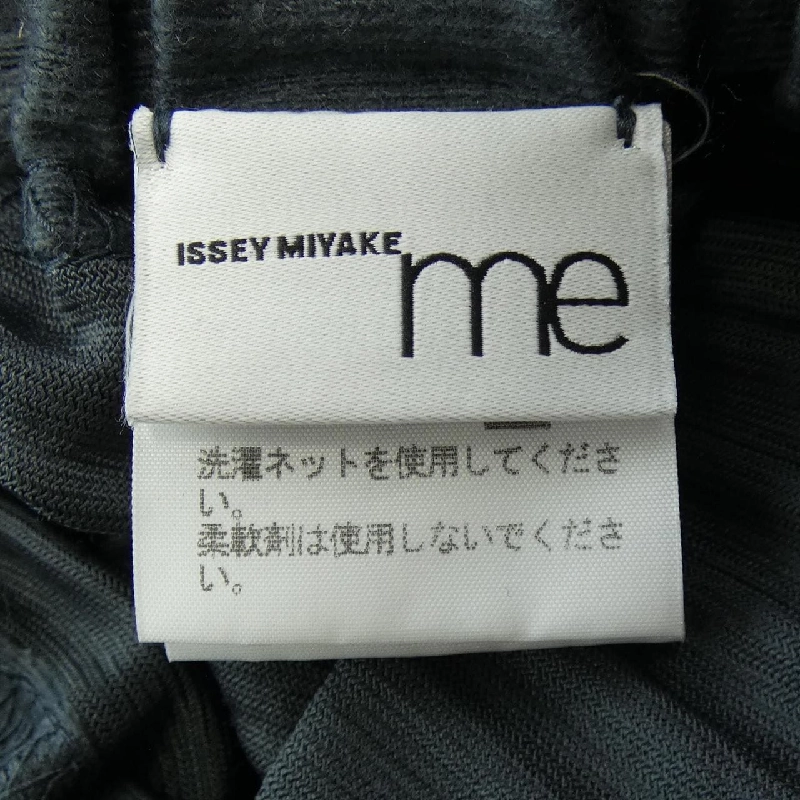 ISSEY MIYAKE
me
洗濯ネットを使用してくださ
い。
柔軟剤は使用しないでくださ
い。